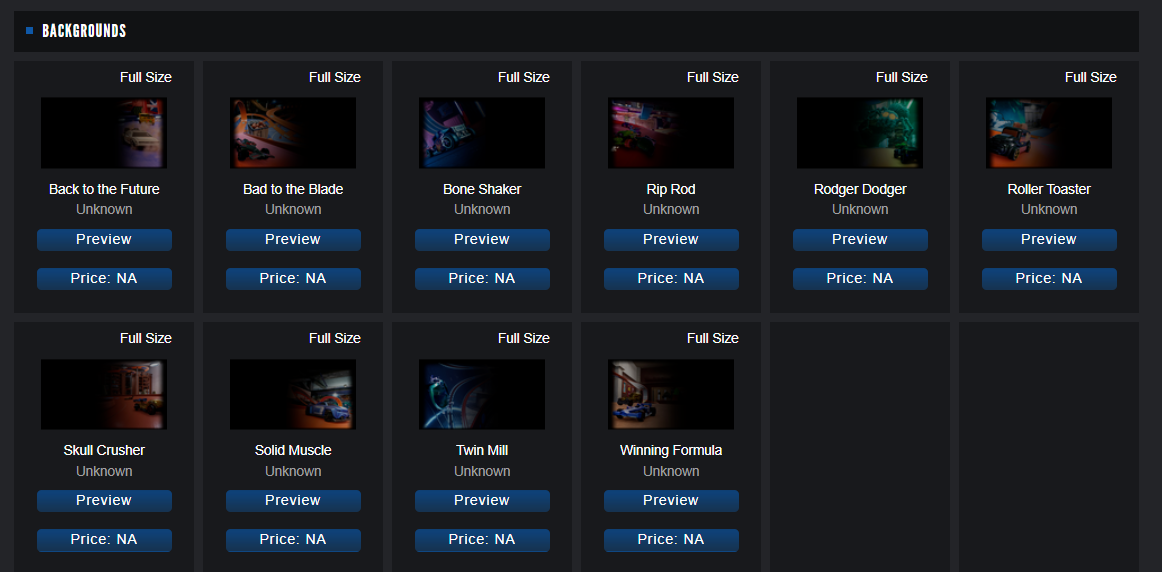 BACKGROUNDS
Full Size
Full Size
Full Size
Full Size
Full Size
Full Size
Back to the Future
Bad to the Blade
Bone Shaker
Rip Rod
Rodger Dodger
Roller Toaster
Unknown
Unknown
Unknown
Unknown
Unknown
Unknown
Preview
Preview
Preview
Preview
Preview
Preview
Price: NA
Price: NA
Price: NA
Price: NA
Price: NA
Price: NA
Full Size
Full Size
Full Size
Full Size
Skull Crusher
Solid Muscle
Twin Mill
Winning Formula
Unknown
Unknown
Unknown
Unknown
Preview
Preview
Preview
Preview
Price: NA
Price: NA
Price: NA
Price: NA